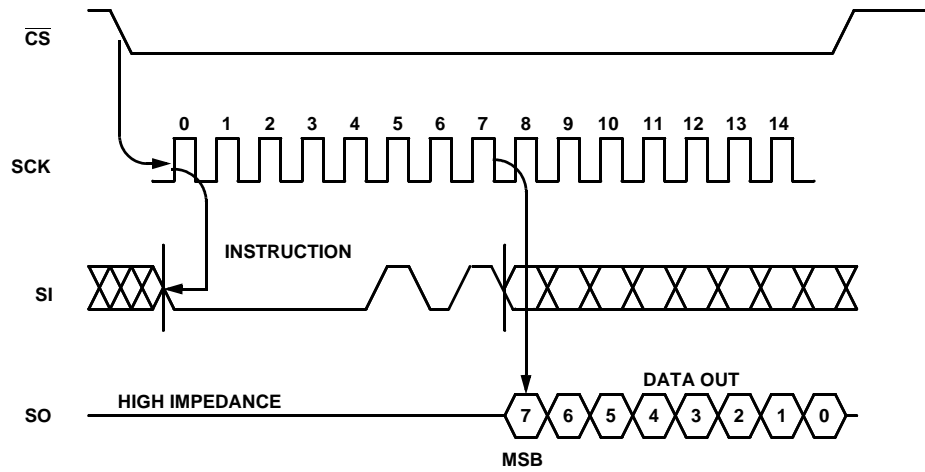 CS
0 1 2 3 4 5 6 7 8 9 10 11 12 13 14
SCK
INSTRUCTION
SI
DATA OUT
HIGH IMPEDANCE
SO
7 6 5 4 3 2 1 0
MSB